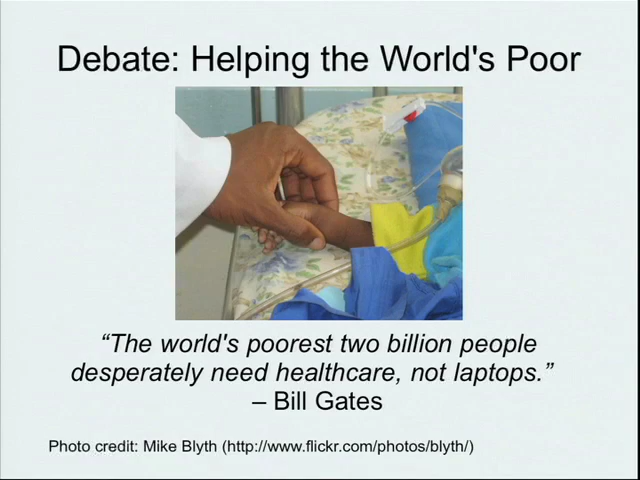 Debate: Helping the World's Poor
“The world's poorest two billion people
desperately need healthcare, not laptops.”
– Bill Gates
Photo credit: Mike Blyth (http://www.flickr.com/photos/blyth/)